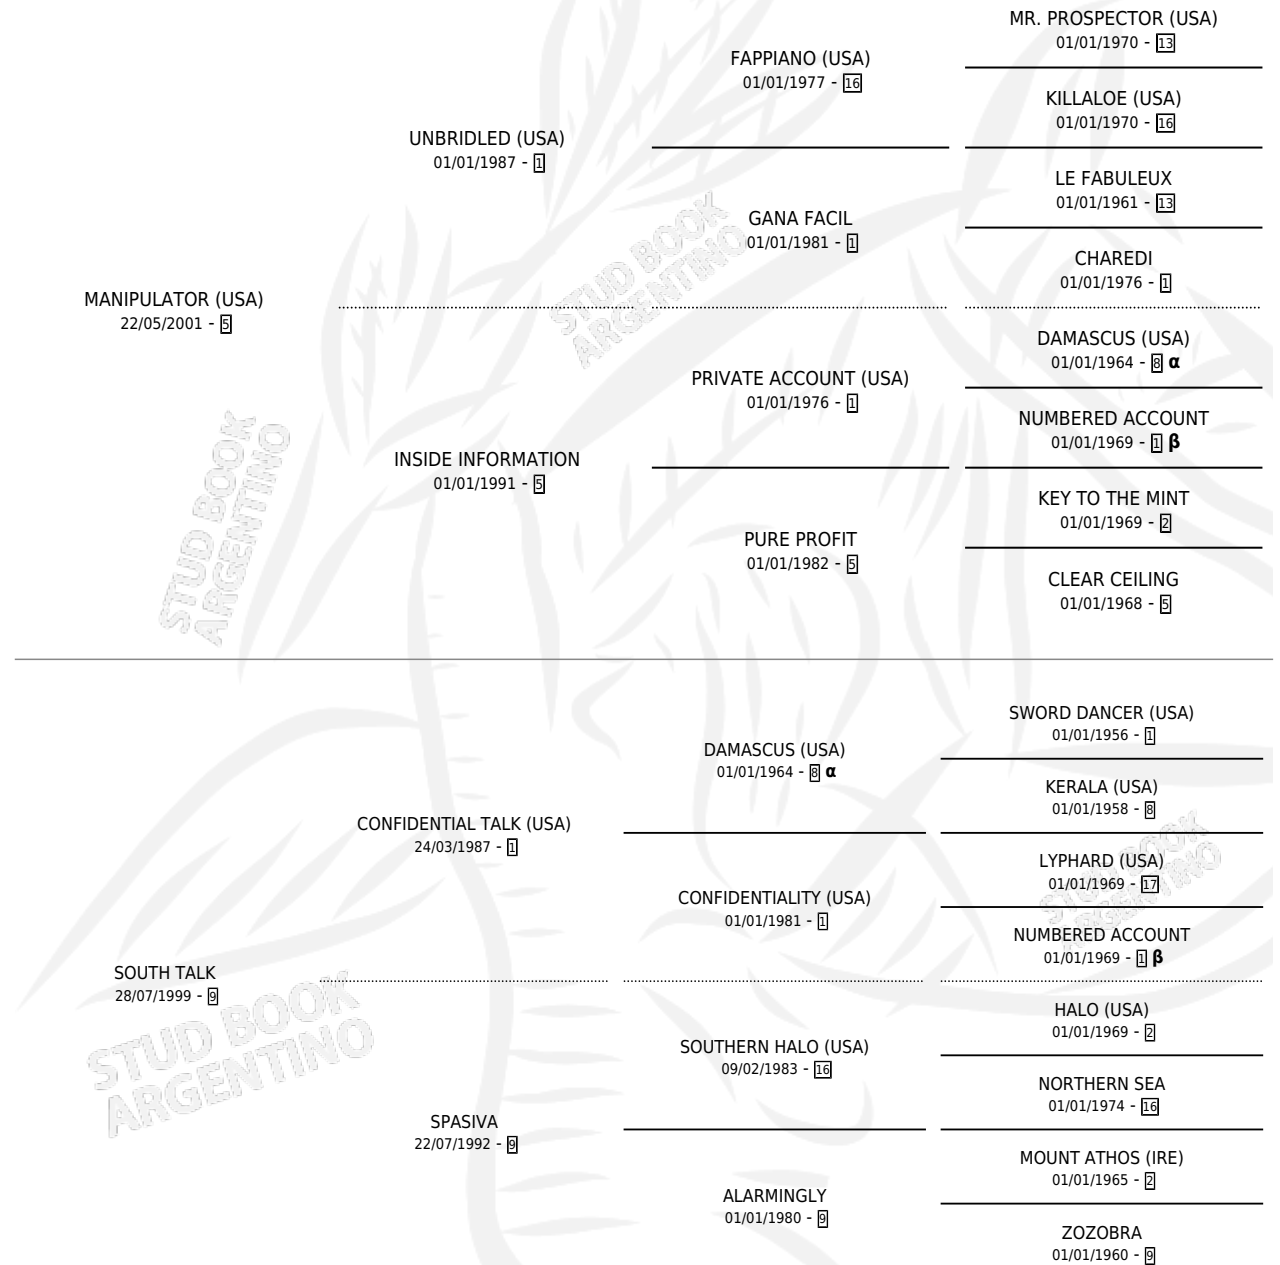 MR. PROSPECTOR (USA)
01/01/1970 - 13
FAPPIANO (USA)
01/01/1977 - 16
KILLALOE (USA)
01/01/1970 - 16
UNBRIDLED (USA)
01/01/1987 - 1
LE FABULEUX
01/01/1961 - 13
GANA FACIL
01/01/1981 - 1
CHAREDI
01/01/1976 - 1
MANIPULATOR (USA)
22/05/2001 - 5
DAMASCUS (USA)
01/01/1964 - 8 α
PRIVATE ACCOUNT (USA)
01/01/1976 - 1
NUMBERED ACCOUNT
01/01/1969 - 1 β
INSIDE INFORMATION
01/01/1991 - 5
KEY TO THE MINT
01/01/1969 - 2
PURE PROFIT
01/01/1982 - 5
CLEAR CEILING
01/01/1968 - 5
SWORD DANCER (USA)
01/01/1956 - 1
DAMASCUS (USA)
01/01/1964 - 8 α
KERALA (USA)
01/01/1958 - 8
CONFIDENTIAL TALK (USA)
24/03/1987 - 1
LYPHARD (USA)
01/01/1969 - 17
CONFIDENTIALITY (USA)
01/01/1981 - 1
NUMBERED ACCOUNT
01/01/1969 - 1 β
SOUTH TALK
28/07/1999 - 9
HALO (USA)
01/01/1969 - 2
SOUTHERN HALO (USA)
09/02/1983 - 16
NORTHERN SEA
01/01/1974 - 16
SPASIVA
22/07/1992 - 9
MOUNT ATHOS (IRE)
01/01/1965 - 2
ALARMINGLY
01/01/1980 - 9
ZOZOBRA
01/01/1960 - 9
STUD BOOK
ARGENTINO
STUD BOOK
ARGENTINO
STUD BOOK
ARGENTINO
STUD BOOK
ARGENTINO